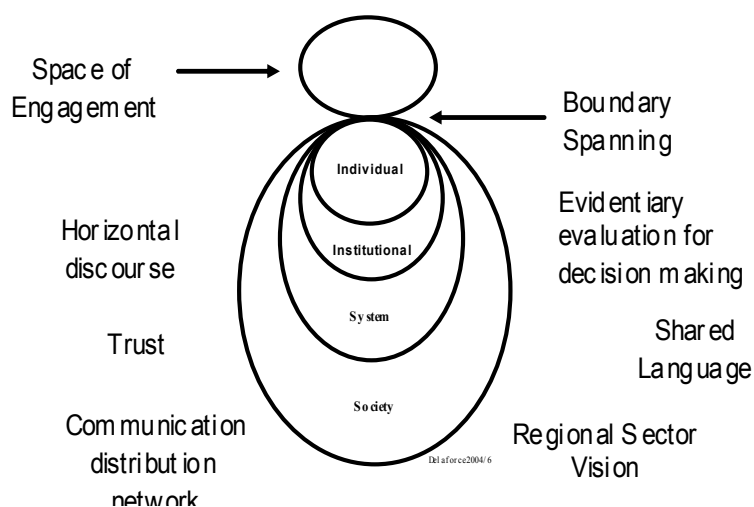 Space of
Engagement
Boundary
Spanning
Individual
Horizontal
discourse
Institutional
Evidentiary
evaluation for
decision making
System
Trust
Shared
Language
Society
Communication
distribution
network
Regional Sector
Vision
Delaforce2004/6